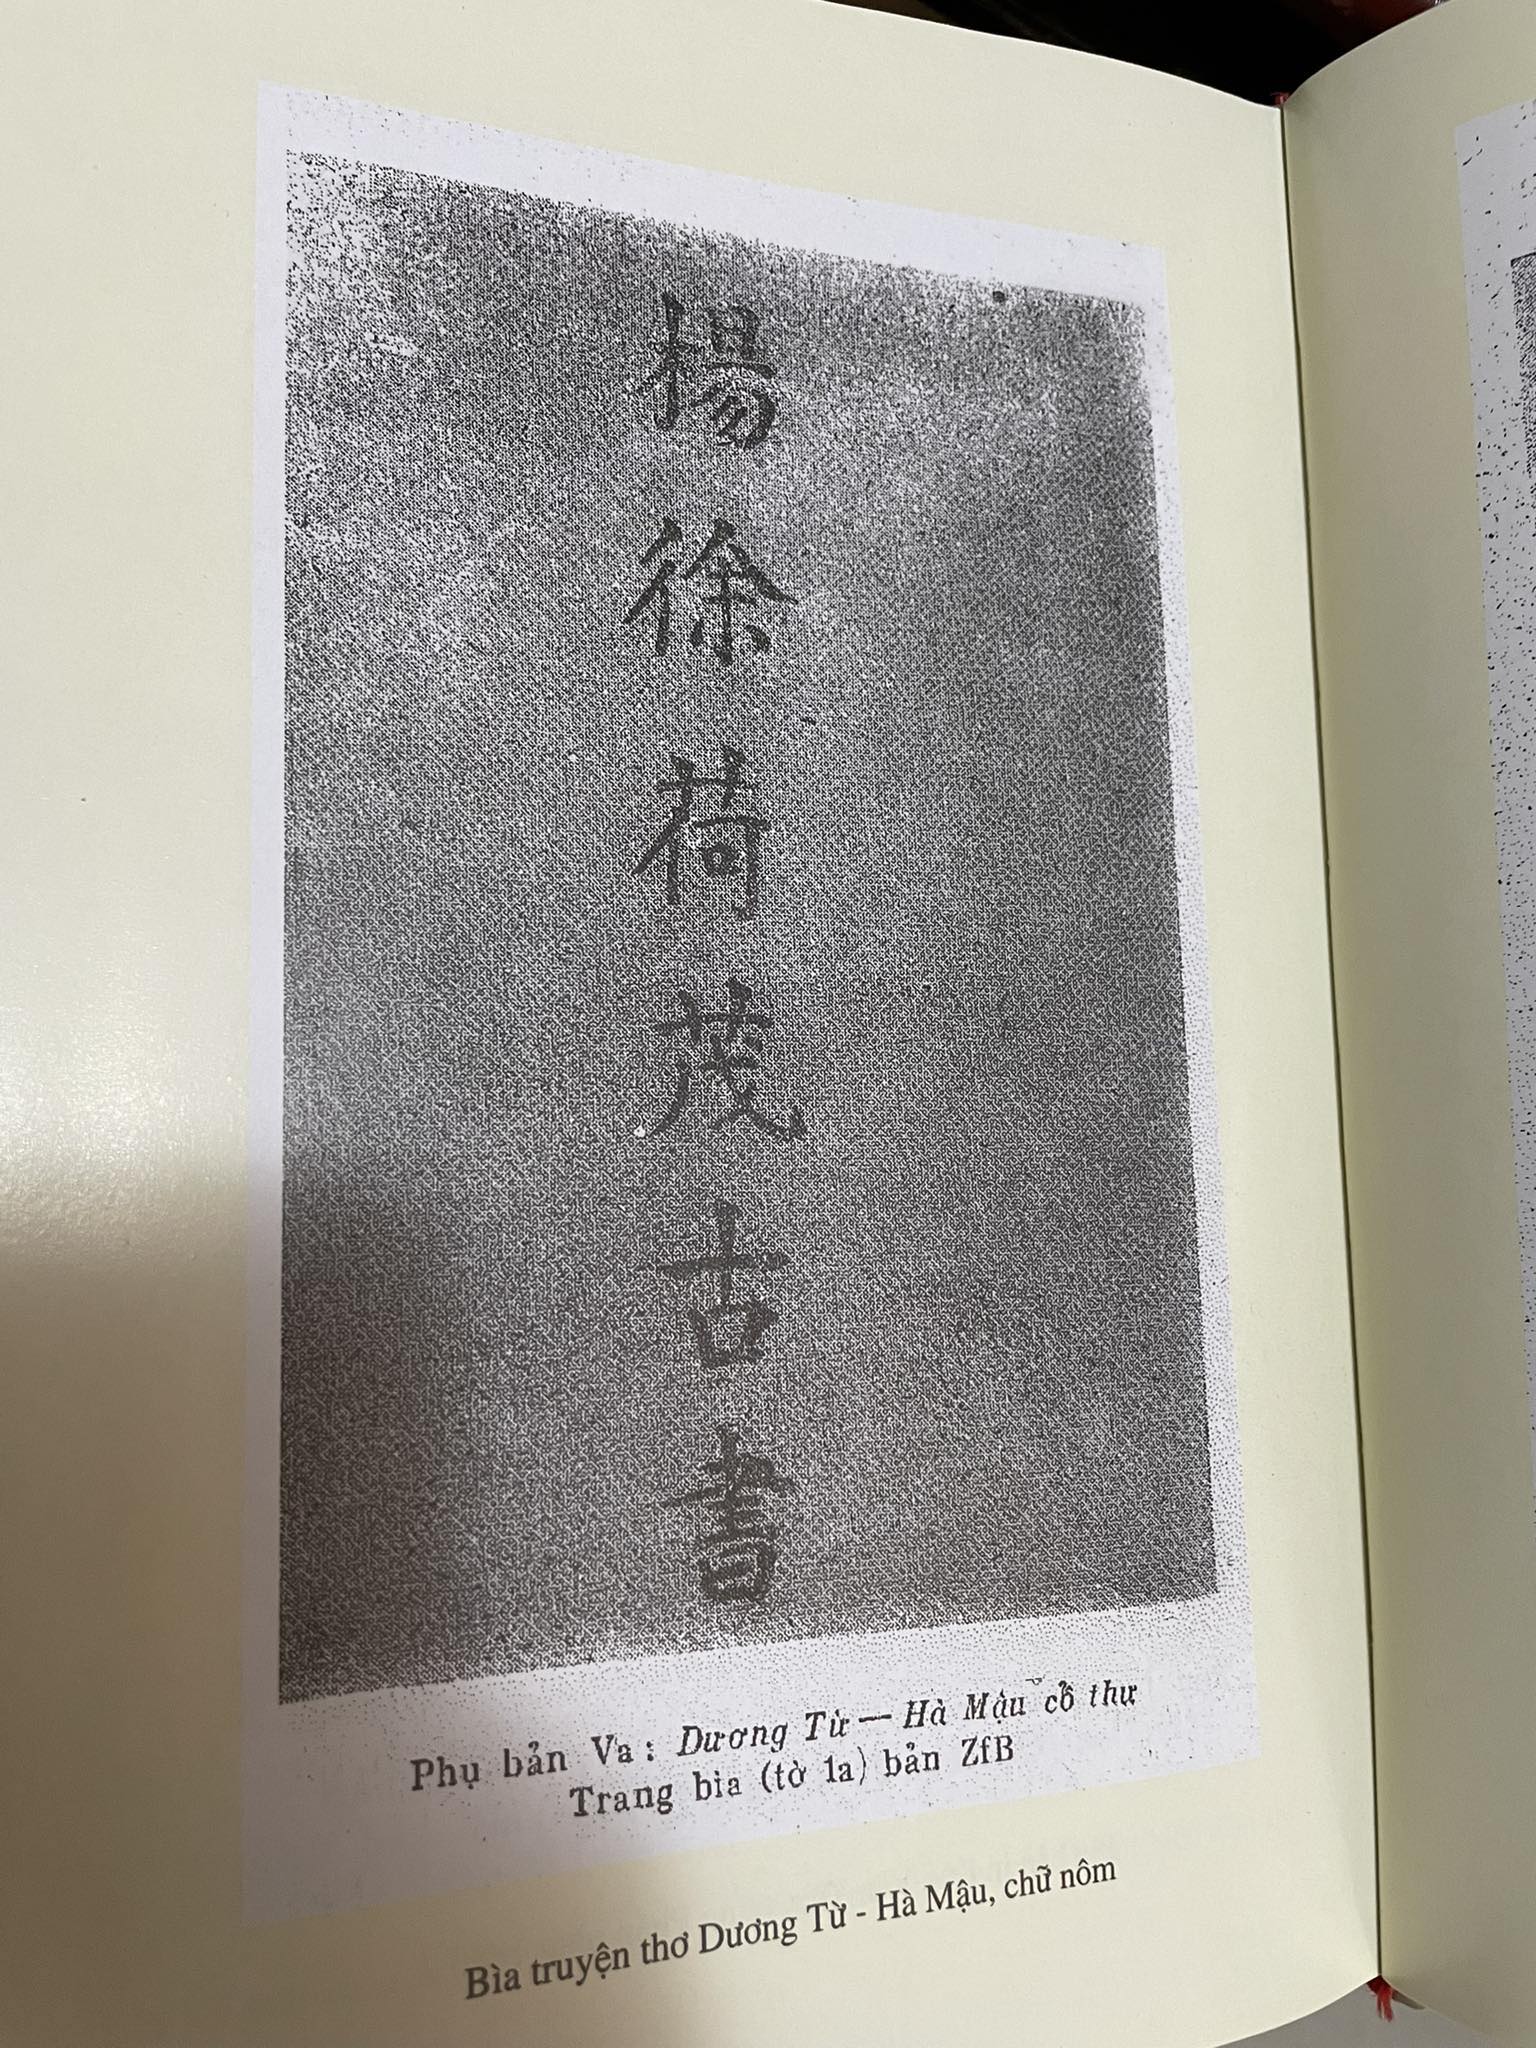 楊徐荷茂古書
Phụ bản Va: Dương Từ — Hà Mậu cổ thư
Trang bìa (tờ 1a) bản ZfB
Bìa truyện thơ Dương Từ - Hà Mậu, chữ nôm